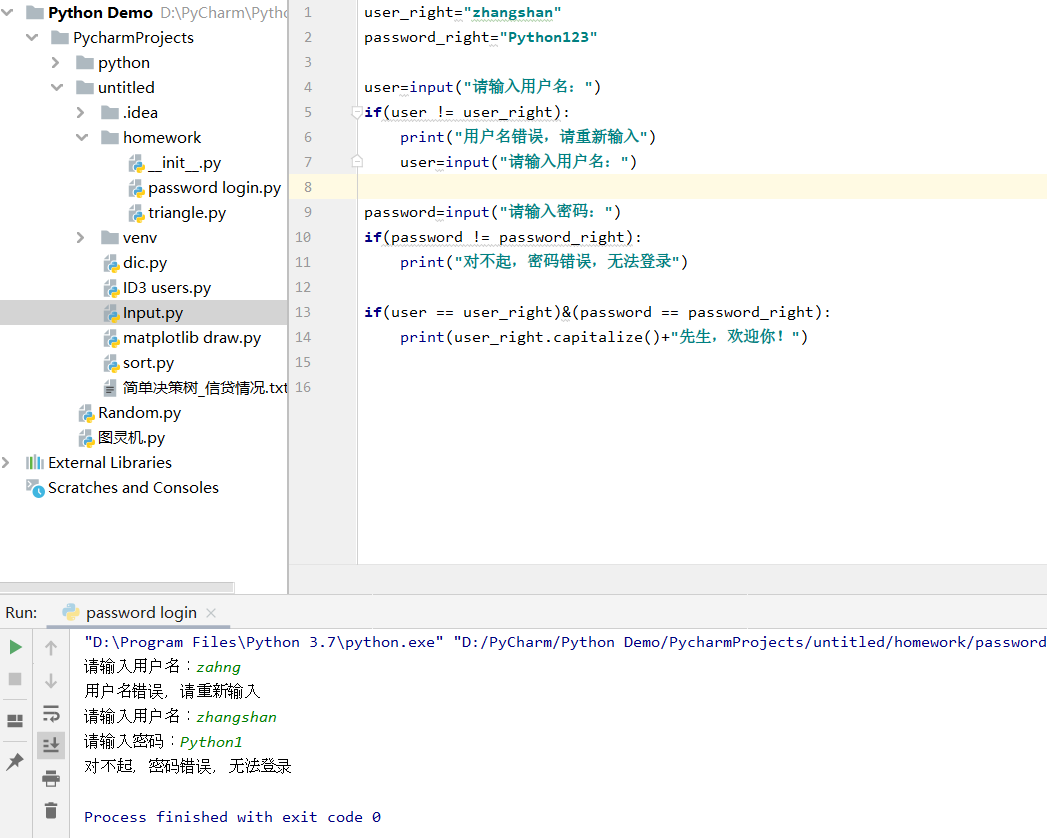 Python Demo D:\PyCharm\Pytho
PycharmProjects
python
untitled
.idea
homework
__init__.py
password login.py
triangle.py
venv
dic.py
ID3 users.py
Input.py
matplotlib draw.py
sort.py
简单决策树_信贷情况.txt
Random.py
图灵机.py
External Libraries
Scratches and Consoles
1 user_right="zhangshan"
2 password_right="Python123"
3
4 user=input("请输入用户名：")
5 if(user != user_right):
6 print("用户名错误，请重新输入")
7 user=input("请输入用户名：")
8
9 password=input("请输入密码：")
10 if(password != password_right):
11 print("对不起，密码错误，无法登录")
12
13 if(user == user_right)&(password == password_right):
14 print(user_right.capitalize()+"先生，欢迎你！")
15
16
Run: password login
"D:\Program Files\Python 3.7\python.exe" "D:/PyCharm/Python Demo/PycharmProjects/untitled/homework/password
请输入用户名：zahng
用户名错误，请重新输入
请输入用户名：zhangshan
请输入密码：Python1
对不起，密码错误，无法登录
Process finished with exit code 0